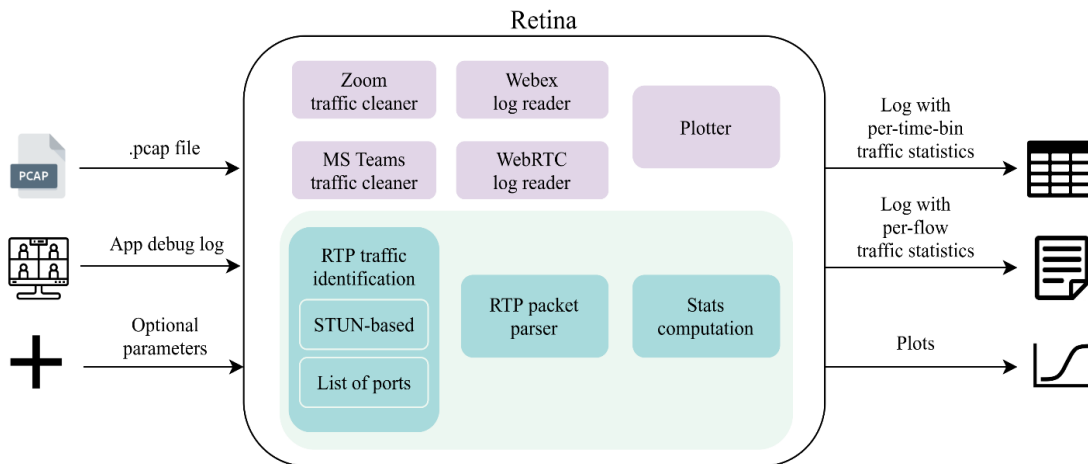 Retina
.pcap file
PCAP
App debug log
Optional
parameters
Zoom
traffic cleaner
Webex
log reader
Plotter
MS Teams
traffic cleaner
WebRTC
log reader
RTP traffic
identification
STUN-based
List of ports
RTP packet
parser
Stats
computation
Log with
per-time-bin
traffic statistics
Log with
per-flow
traffic statistics
Plots